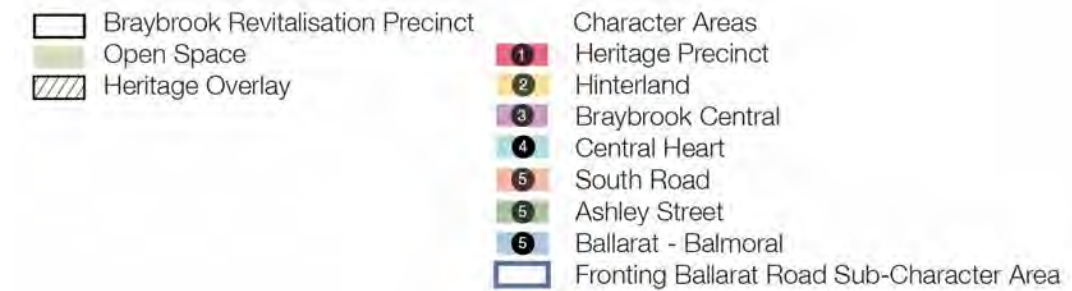 Braybrook Revitalisation Precinct
Open Space
Heritage Overlay
Character Areas
1 Heritage Precinct
2 Hinterland
3 Braybrook Central
4 Central Heart
5 South Road
5 Ashley Street
5 Ballarat - Balmoral
Fronting Ballarat Road Sub-Character Area